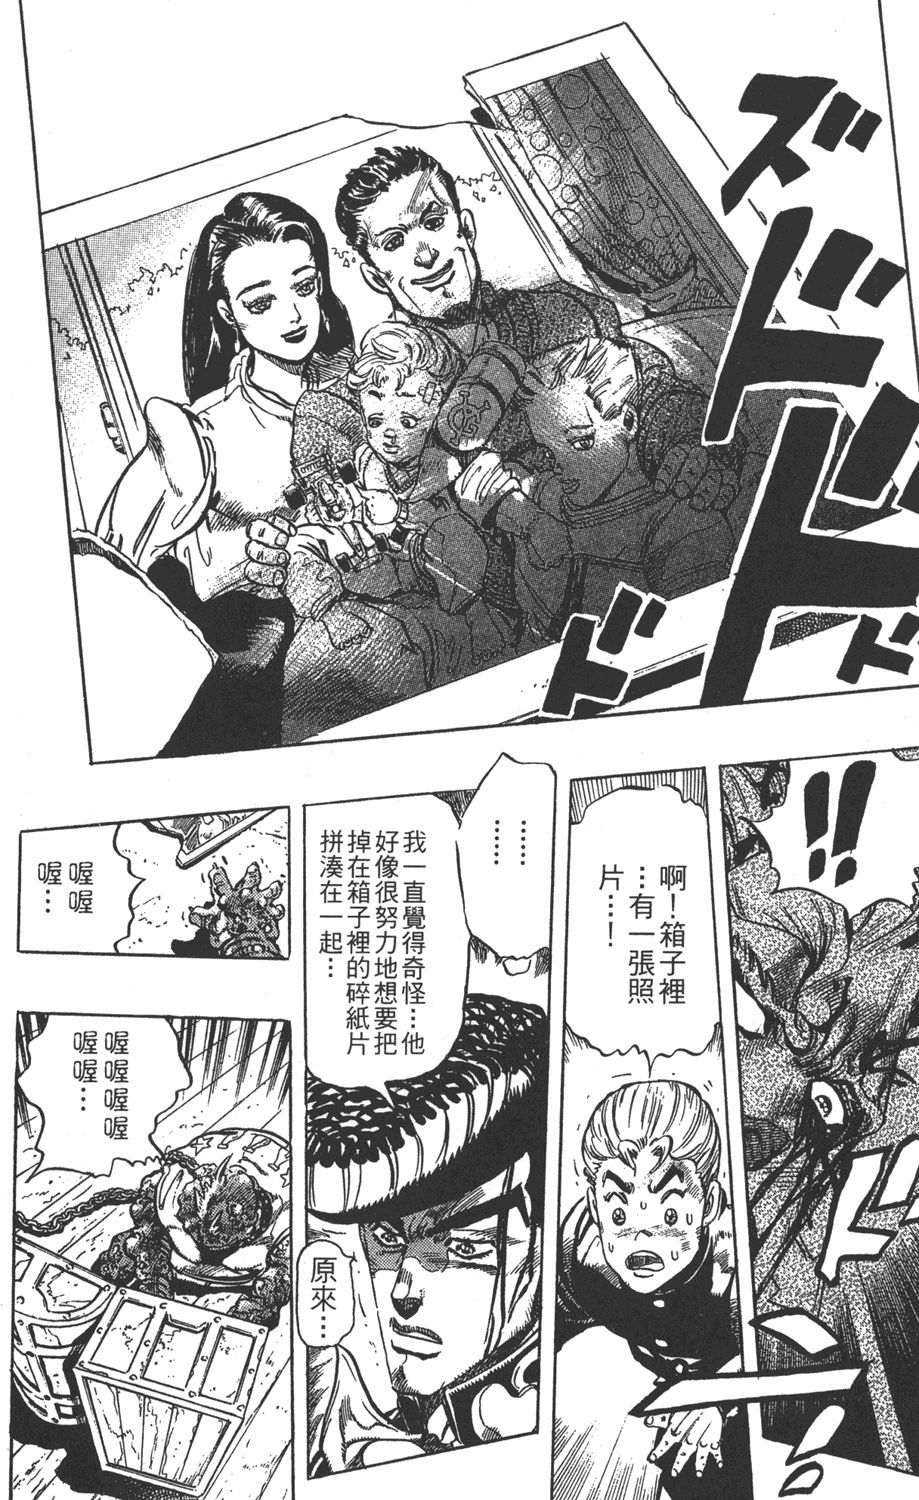 ズ
ド
ド
ド
!!
ド
ー
啊！箱子裡
…有一張照
片…！
……
……
我一直覺得奇怪…他
好像很努力地想要把
掉在箱子裡的碎紙片
拼湊在一起…
原來…
喔喔
喔…
喔喔喔喔
喔喔…